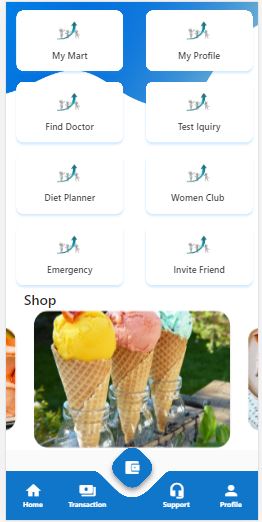 My Mart My Profile
Find Doctor Test Iquiry
Diet Planner Women Club
Emergency Invite Friend
Shop
Home Transaction Support Profile